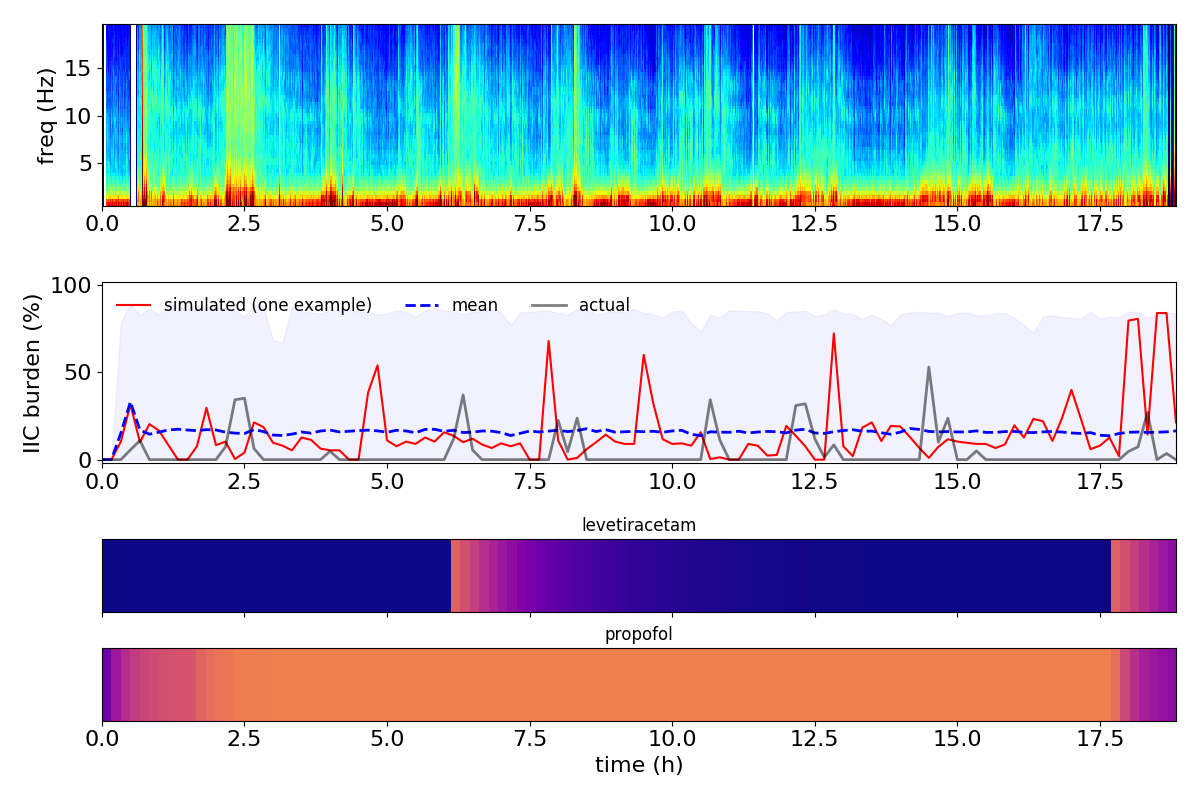 freq (Hz)
15
10
5
0.0 2.5 5.0 7.5 10.0 12.5 15.0 17.5
IIC burden (%)
100
50
0
simulated (one example) mean actual
0.0 2.5 5.0 7.5 10.0 12.5 15.0 17.5
levetiracetam
propofol
0.0 2.5 5.0 7.5 10.0 12.5 15.0 17.5
time (h)